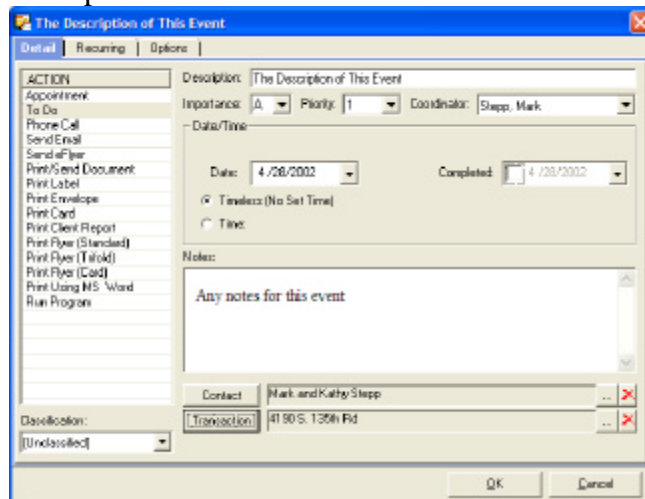 The Description of This Event
Detail | Recurring | Options |
ACTION
Appointment
To Do
Phone Call
Send Email
Send eFlyer
Print/Send Document
Print Label
Print Envelope
Print Card
Print Client Report
Print Flyer (Standard)
Print Flyer (Trifold)
Print Flyer (Card)
Print Using MS Word
Run Program
Classification:
[Unclassified]
Description: The Description of This Event
Importance: A Priority: 1 Coordinator: Stepp, Mark
Date/Time
Date: 4 /28/2002 Completed: 4 /28/2002
Timeless (No Set Time)
Time:
Notes:
Any notes for this event
Contact Mark and Kathy Stepp ...
Transaction 4190 S. 135th Rd ...
OK Cancel